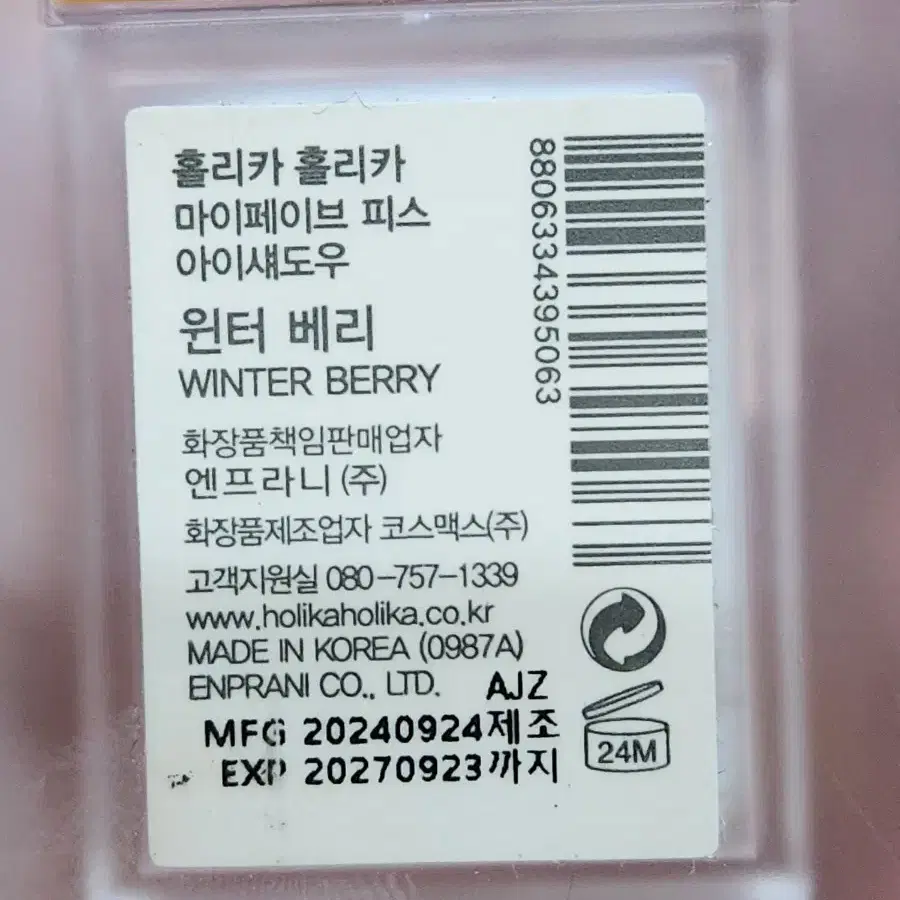 홀리카 홀리카
마이페이브 피스
아이섀도우
윈터 베리
WINTER BERRY
화장품책임판매업자
엔프라니 (주)
화장품제조업자 코스맥스(주)
고객지원실 080-757-1339
www.holikaholika.co.kr
MADE IN KOREA (0987A)
ENPRANI CO., LTD. AJZ
MFG 20240924제조
EXP 20270923까지
8806334395063
24M